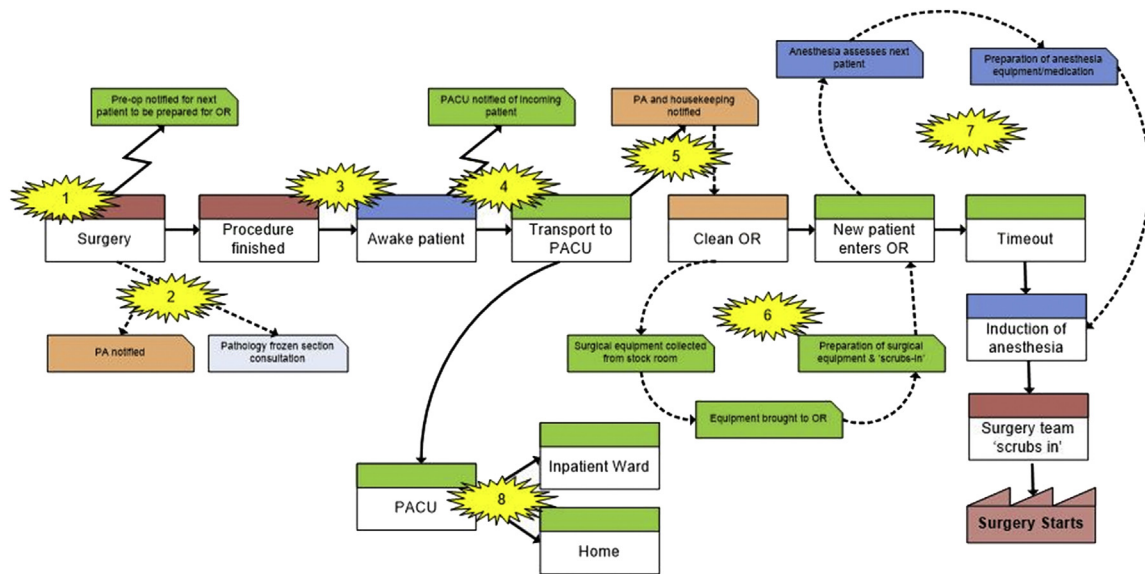 Anesthesia assesses next
patient
Preparation of anesthesia
equipment/medication
Pre-op notified for next
patient to be prepared for OR
PACU notified of incoming
patient
PA and housekeeping
notified
7
5
1
3
4
Surgery
Procedure
finished
Awake patient
Transport to
PACU
Clean OR
New patient
enters OR
Timeout
2
6
PA notified
Pathology frozen section
consultation
Surgical equipment collected
from stock room
Preparation of surgical
equipment & ‘scrubs-in’
Induction of
anesthesia
Equipment brought to OR
Surgery team
‘scrubs in’
Inpatient Ward
PACU
8
Home
Surgery Starts